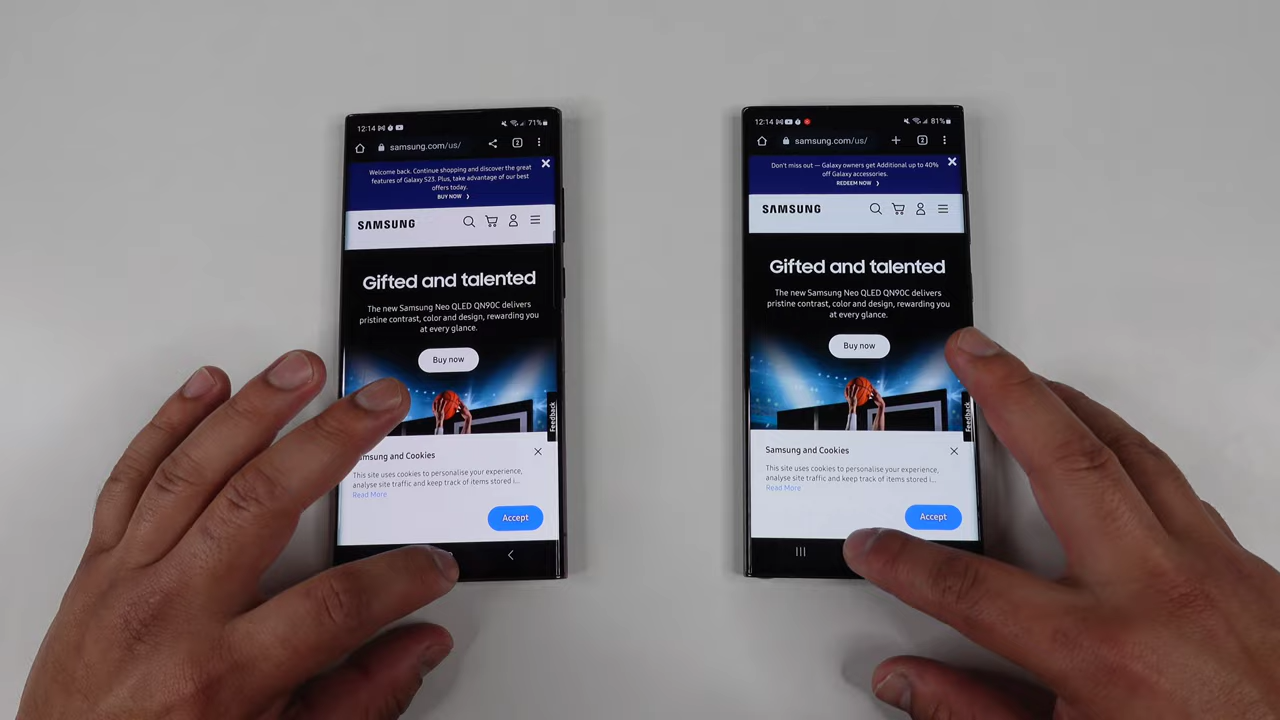 12:14
71%
samsung.com/us/
2
Welcome back. Continue shopping and discover the great
features of Galaxy S23. Plus, take advantage of our best
offers today.
BUY NOW
SAMSUNG
Gifted and talented
The new Samsung Neo QLED QN90C delivers
pristine contrast, color and design, rewarding you
at every glance.
Buy now
Feedback
msung and Cookies
This site uses cookies to personalise your experience,
analyse site traffic and keep track of items stored i...
Read More
Accept
12:14
81%
samsung.com/us/
2
Don't miss out — Galaxy owners get Additional up to 40%
off Galaxy accessories.
REDEEM NOW
SAMSUNG
Gifted and talented
The new Samsung Neo QLED QN90C delivers
pristine contrast, color and design, rewarding you
at every glance.
Buy now
Feedback
Samsung and Cookies
This site uses cookies to personalise your experience,
analyse site traffic and keep track of items stored i...
Read More
Accept